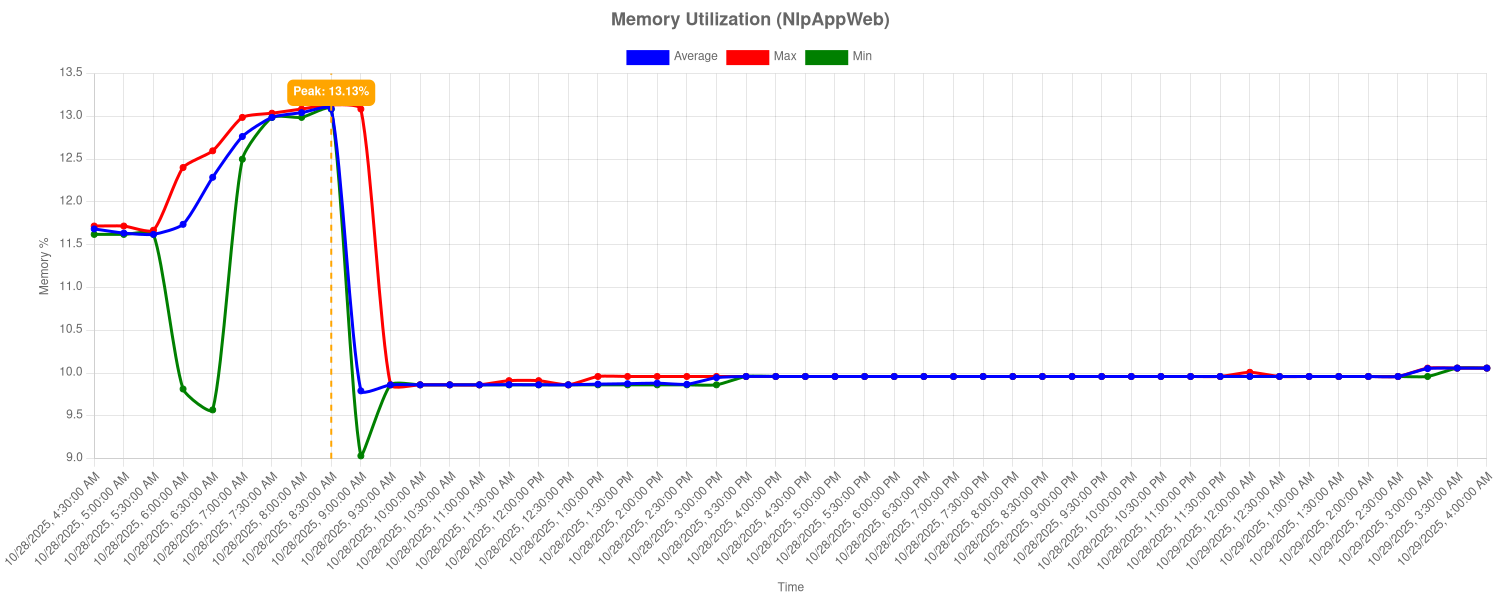 Memory Utilization (NlpAppWeb)
Average Max Min
Peak: 13.13%
Memory %
13.5
13.0
12.5
12.0
11.5
11.0
10.5
10.0
9.5
9.0
10/28/2025, 4:30:00 AM
10/28/2025, 5:00:00 AM
10/28/2025, 5:30:00 AM
10/28/2025, 6:00:00 AM
10/28/2025, 6:30:00 AM
10/28/2025, 7:00:00 AM
10/28/2025, 7:30:00 AM
10/28/2025, 8:00:00 AM
10/28/2025, 8:30:00 AM
10/28/2025, 9:00:00 AM
10/28/2025, 9:30:00 AM
10/28/2025, 10:00:00 AM
10/28/2025, 10:30:00 AM
10/28/2025, 11:00:00 AM
10/28/2025, 11:30:00 AM
10/28/2025, 12:00:00 PM
10/28/2025, 12:30:00 PM
10/28/2025, 1:00:00 PM
10/28/2025, 1:30:00 PM
10/28/2025, 2:00:00 PM
10/28/2025, 2:30:00 PM
10/28/2025, 3:00:00 PM
10/28/2025, 3:30:00 PM
10/28/2025, 4:00:00 PM
10/28/2025, 4:30:00 PM
10/28/2025, 5:00:00 PM
10/28/2025, 5:30:00 PM
10/28/2025, 6:00:00 PM
10/28/2025, 6:30:00 PM
10/28/2025, 7:00:00 PM
10/28/2025, 7:30:00 PM
10/28/2025, 8:00:00 PM
10/28/2025, 8:30:00 PM
10/28/2025, 9:00:00 PM
10/28/2025, 9:30:00 PM
10/28/2025, 10:00:00 PM
10/28/2025, 10:30:00 PM
10/28/2025, 11:00:00 PM
10/28/2025, 11:30:00 PM
10/29/2025, 12:00:00 AM
10/29/2025, 12:30:00 AM
10/29/2025, 1:00:00 AM
10/29/2025, 1:30:00 AM
10/29/2025, 2:00:00 AM
10/29/2025, 2:30:00 AM
10/29/2025, 3:00:00 AM
10/29/2025, 3:30:00 AM
10/29/2025, 4:00:00 AM
Time